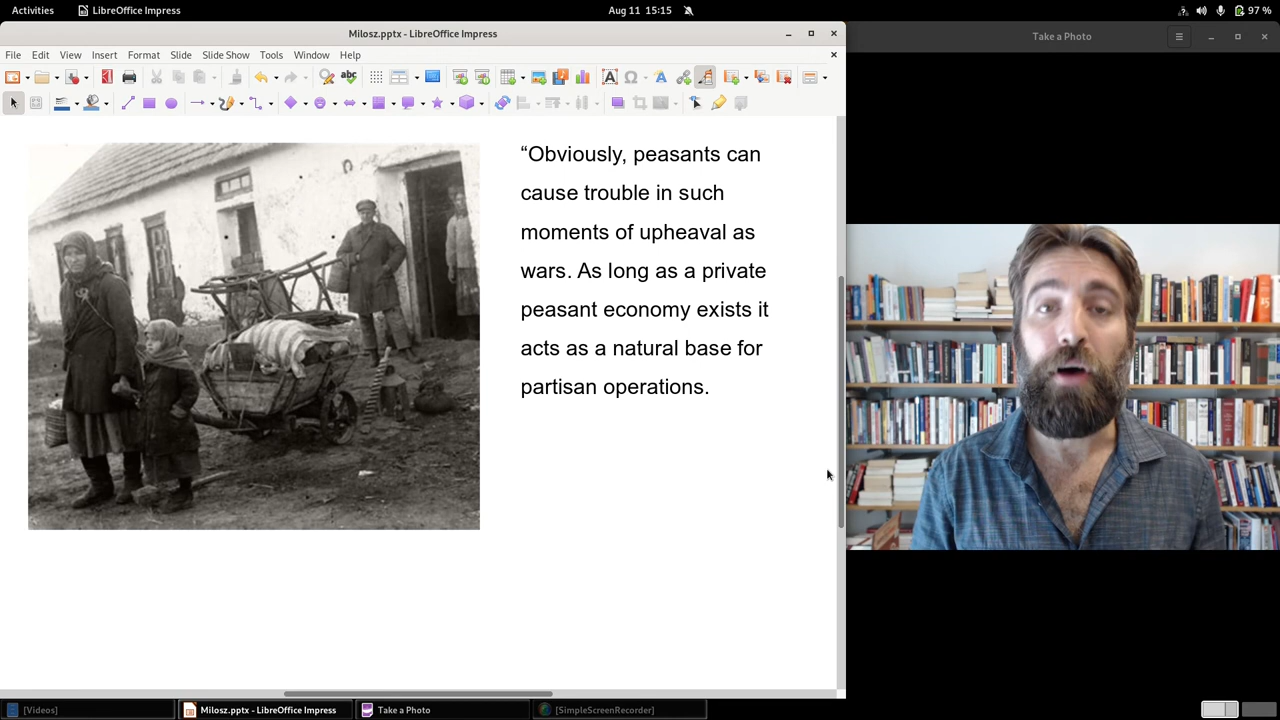 Activities
LibreOffice Impress
Aug 11 15:15
97 %
Milosz.pptx - LibreOffice Impress
Take a Photo
File Edit View Insert Format Slide Slide Show Tools Window Help
“Obviously, peasants can
cause trouble in such
moments of upheaval as
wars. As long as a private
peasant economy exists it
acts as a natural base for
partisan operations.
[Videos]
Milosz.pptx - LibreOffice Impress
Take a Photo
[SimpleScreenRecorder]